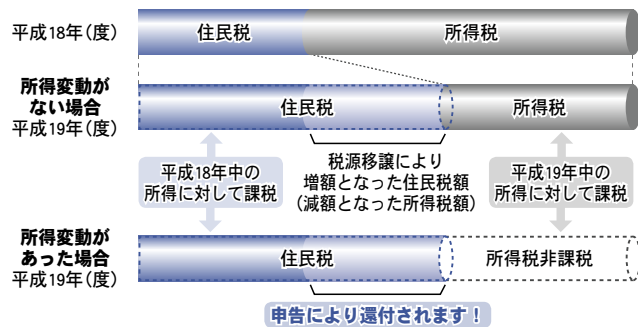 平成18年(度)
住民税
所得税
所得変動が
ない場合
平成19年(度)
住民税
所得税
平成18年中の
所得に対して課税
税源移譲により
増額となった住民税額
(減額となった所得税額)
平成19年中の
所得に対して課税
所得変動が
あった場合
平成19年(度)
住民税
所得税非課税
申告により還付されます!